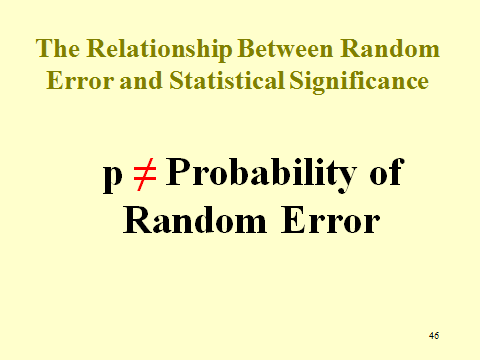 The Relationship Between Random
Error and Statistical Significance
p ≠ Probability of
Random Error
46